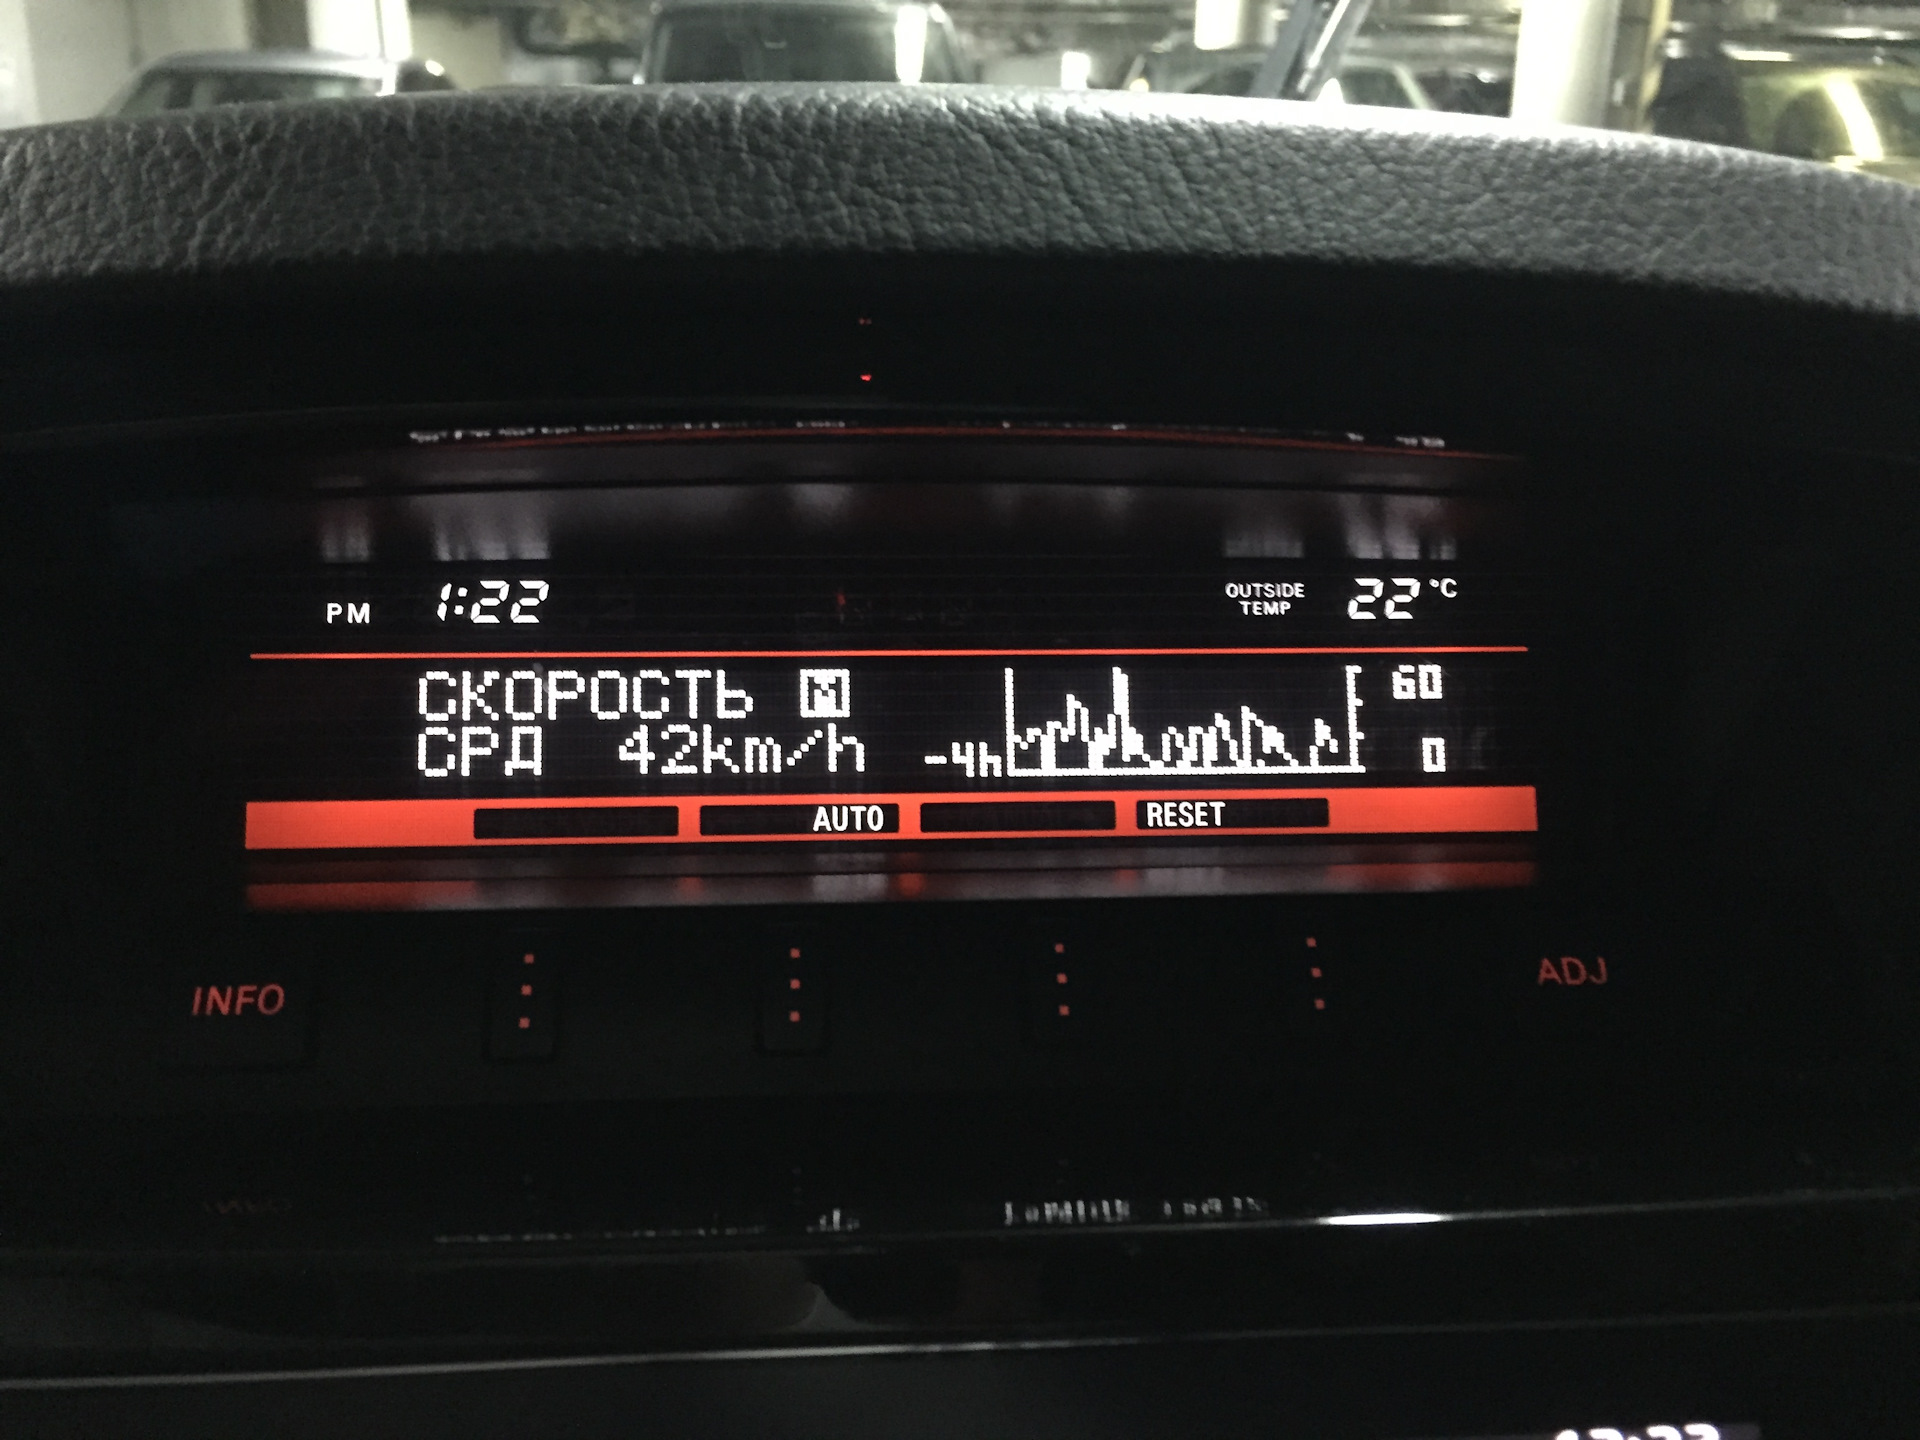 PM 1:22 OUTSIDE TEMP 22 °C
СКОРОСТЬ M 60
СРД 42km/h -4h 0
AUTO RESET
INFO ADJ